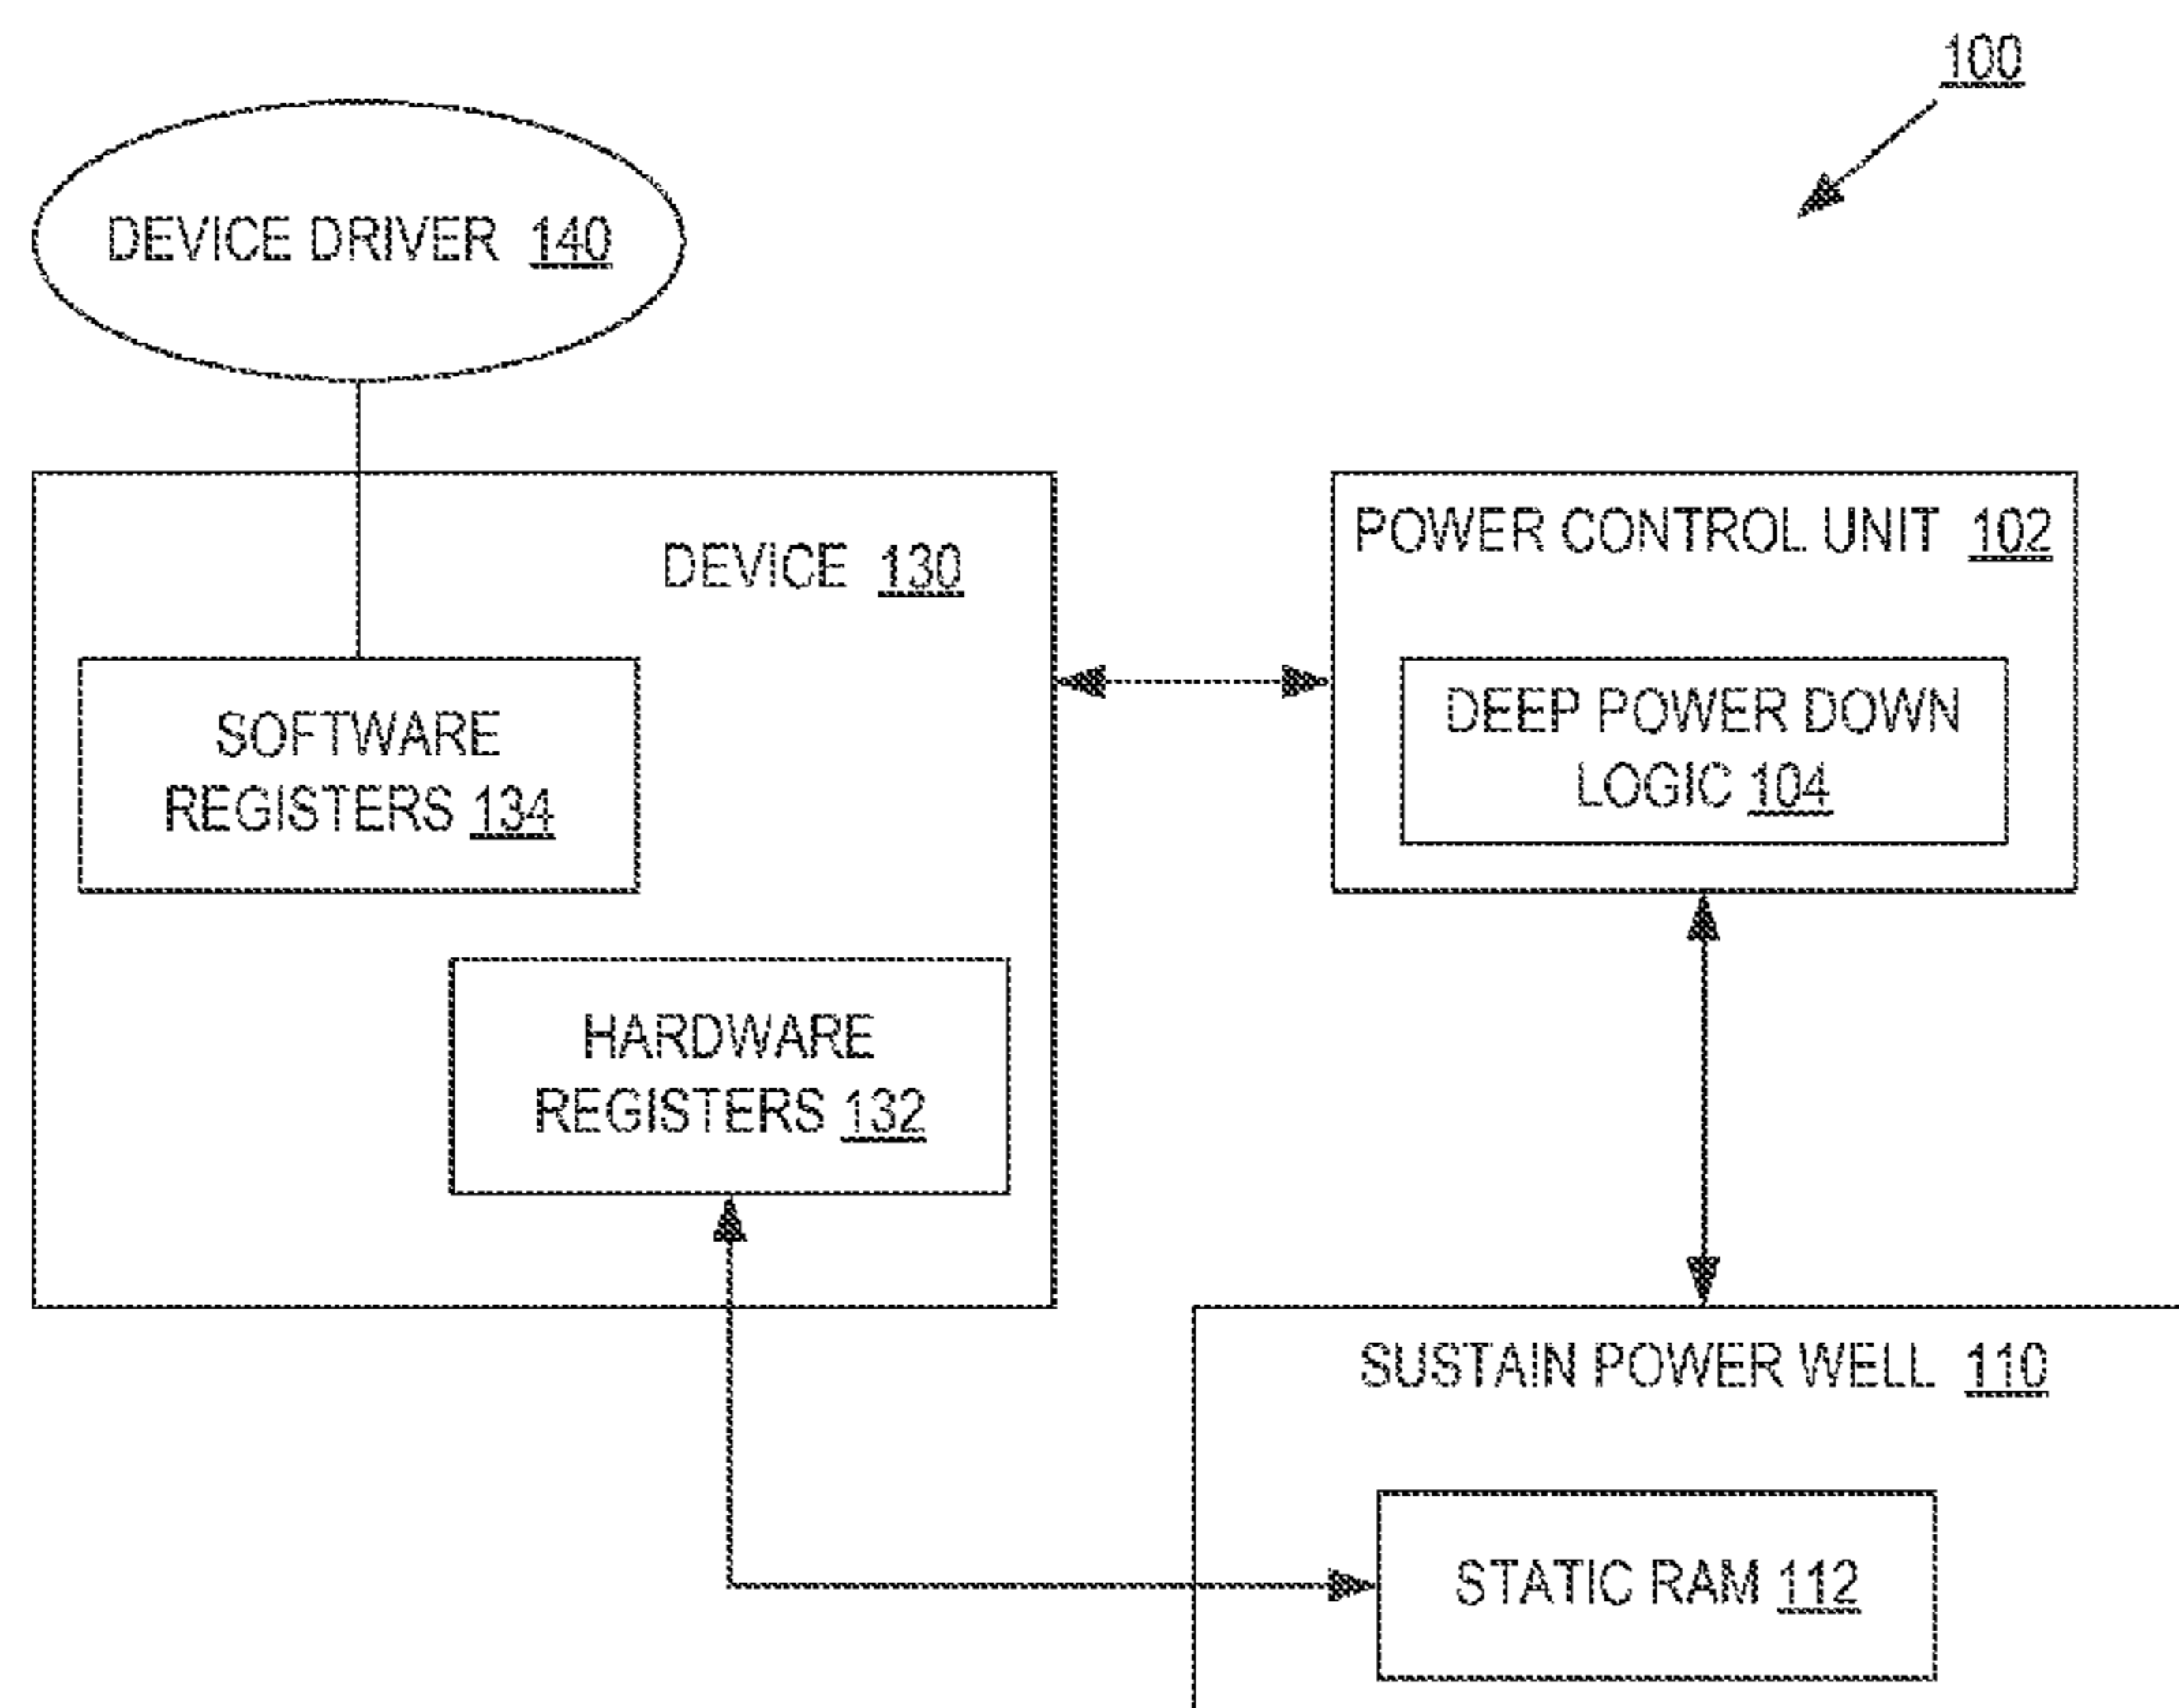 100
DEVICE DRIVER 140
DEVICE 130
POWER CONTROL UNIT 102
SOFTWARE
REGISTERS 134
DEEP POWER DOWN
LOGIC 104
HARDWARE
REGISTERS 132
SUSTAIN POWER WELL 110
STATIC RAM 112